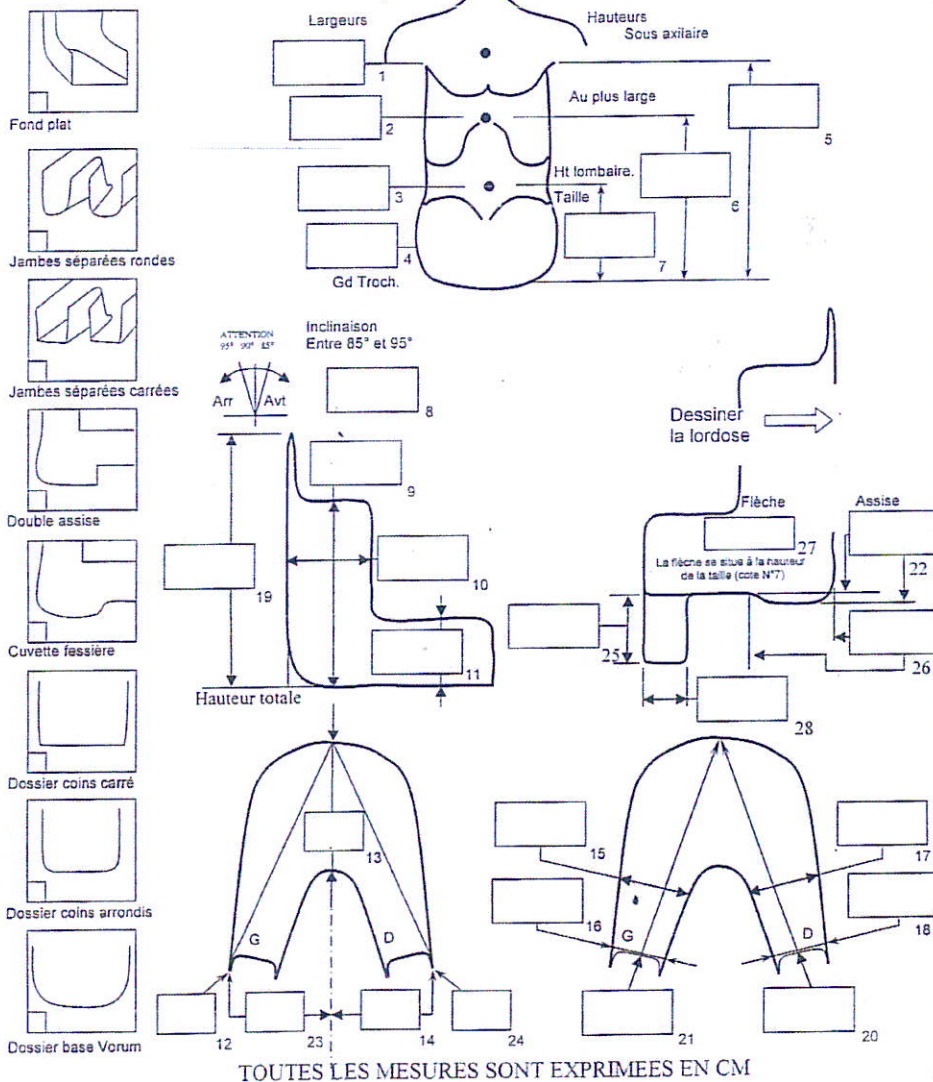 Largeurs
Hauteurs
Sous axilaire
1
Au plus large
2
5
Ht lombaire.
Taille
3
6
7
4
Gd Troch.
Fond plat
Jambes séparées rondes
Jambes séparées carrées
Double assise
Cuvette fessière
Dossier coins carré
Dossier coins arrondis
Dossier base Vorum
ATTENTION
95° 90° 85°
Inclinaison
Entre 85° et 95°
Arr
Avt
8
9
10
19
11
Hauteur totale
Dessiner
la lordose
Flèche
Assise
27
La flèche se situe à la hauteur
de la taille (cote N°7)
22
25
26
28
13
G
D
12
23
14
24
15
17
16
18
G
D
21
20
TOUTES LES MESURES SONT EXPRIMEES EN CM